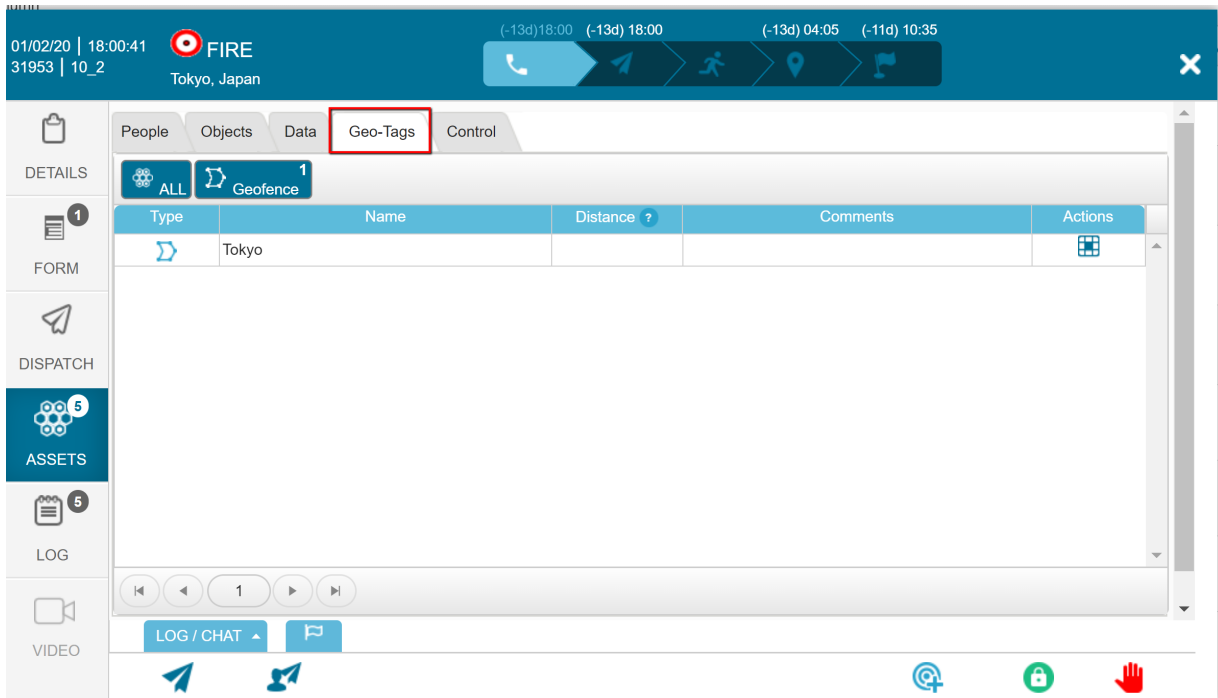 (-13d)18:00 (-13d) 18:00 (-13d) 04:05 (-11d) 10:35
01/02/20 | 18:00:41
31953 | 10_2
FIRE
Tokyo, Japan
DETAILS
1
FORM
DISPATCH
5
ASSETS
5
LOG
VIDEO
People Objects Data Geo-Tags Control
ALL Geofence 1
Type Name Distance ? Comments Actions
Tokyo
1
LOG / CHAT